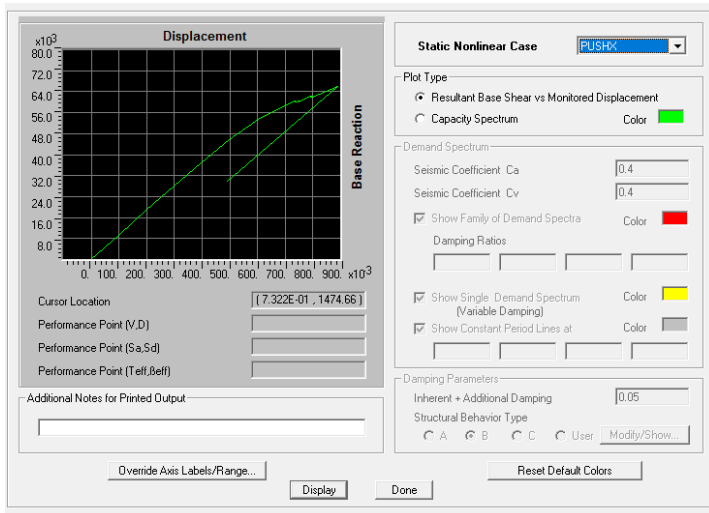 Displacement
x10³
80.0
72.0
64.0
56.0
48.0
40.0
32.0
24.0
16.0
8.0
Base Reaction
0. 100. 200. 300. 400. 500. 600. 700. 800. 900. x10³
Cursor Location (7.322E-01 , 1474.66)
Performance Point (V,D)
Performance Point (Sa,Sd)
Performance Point (Teff,ßeff)
Additional Notes for Printed Output
Override Axis Labels/Range...
Static Nonlinear Case PUSHX
Plot Type
Resultant Base Shear vs Monitored Displacement
Capacity Spectrum Color
Demand Spectrum
Seismic Coefficient Ca 0.4
Seismic Coefficient Cv 0.4
Show Family of Demand Spectra Color
Damping Ratios
Show Single Demand Spectrum Color
(Variable Damping)
Show Constant Period Lines at Color
Damping Parameters
Inherent + Additional Damping 0.05
Structural Behavior Type
A B C User Modify/Show...
Reset Default Colors
Display Done